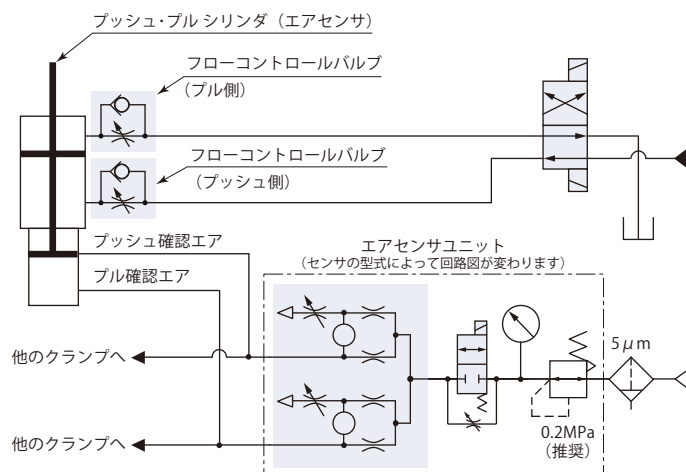 プッシュ・プル シリンダ（エアセンサ）
フローコントロールバルブ
（プル側）
フローコントロールバルブ
（プッシュ側）
プッシュ確認エア
プル確認エア
エアセンサユニット
（センサの型式によって回路図が変わります）
他のクランプへ
他のクランプへ
5μm
0.2MPa
（推奨）